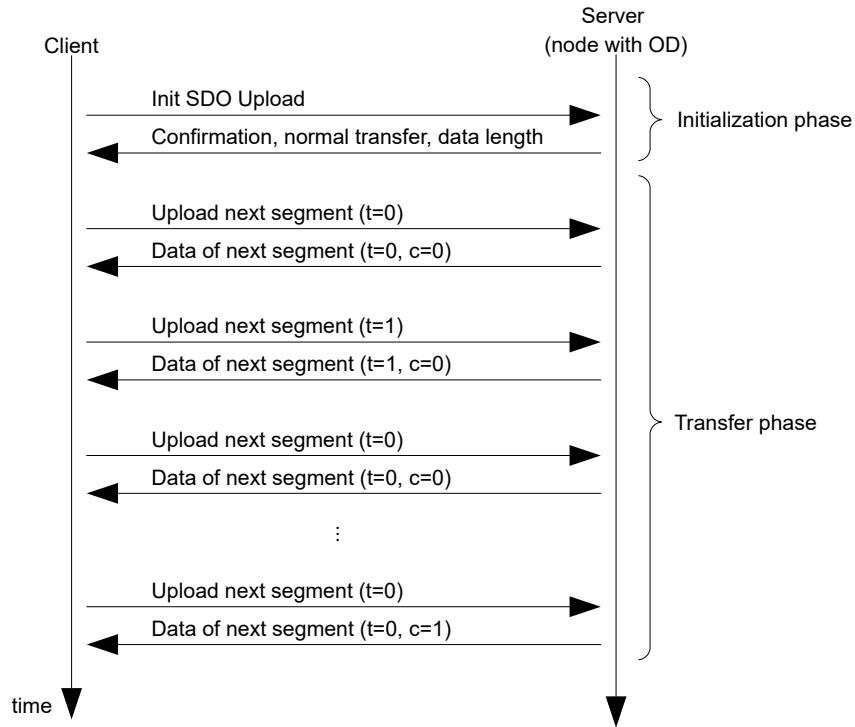 Server
Client (node with OD)
Init SDO Upload
Confirmation, normal transfer, data length
Initialization phase
Upload next segment (t=0)
Data of next segment (t=0, c=0)
Upload next segment (t=1)
Data of next segment (t=1, c=0)
Transfer phase
Upload next segment (t=0)
Data of next segment (t=0, c=0)
...
Upload next segment (t=0)
Data of next segment (t=0, c=1)
time